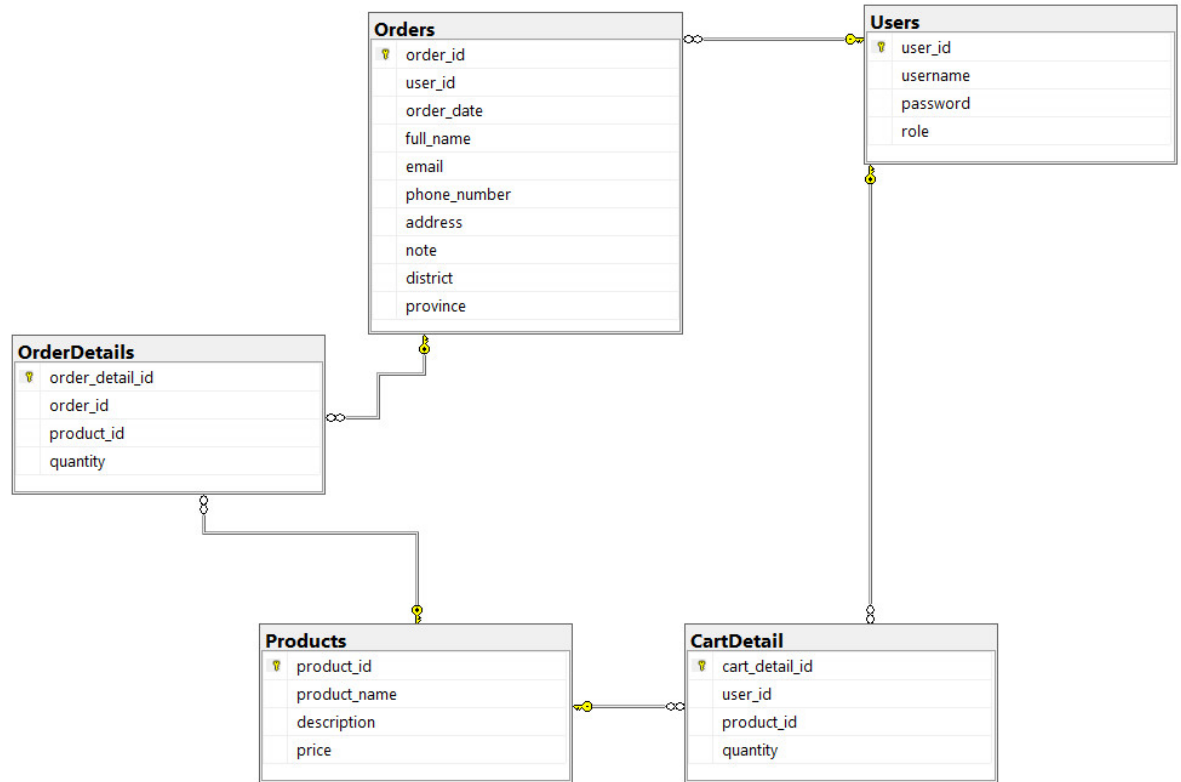 Orders
order_id
user_id
order_date
full_name
email
phone_number
address
note
district
province
Users
user_id
username
password
role
OrderDetails
order_detail_id
order_id
product_id
quantity
Products
product_id
product_name
description
price
CartDetail
cart_detail_id
user_id
product_id
quantity